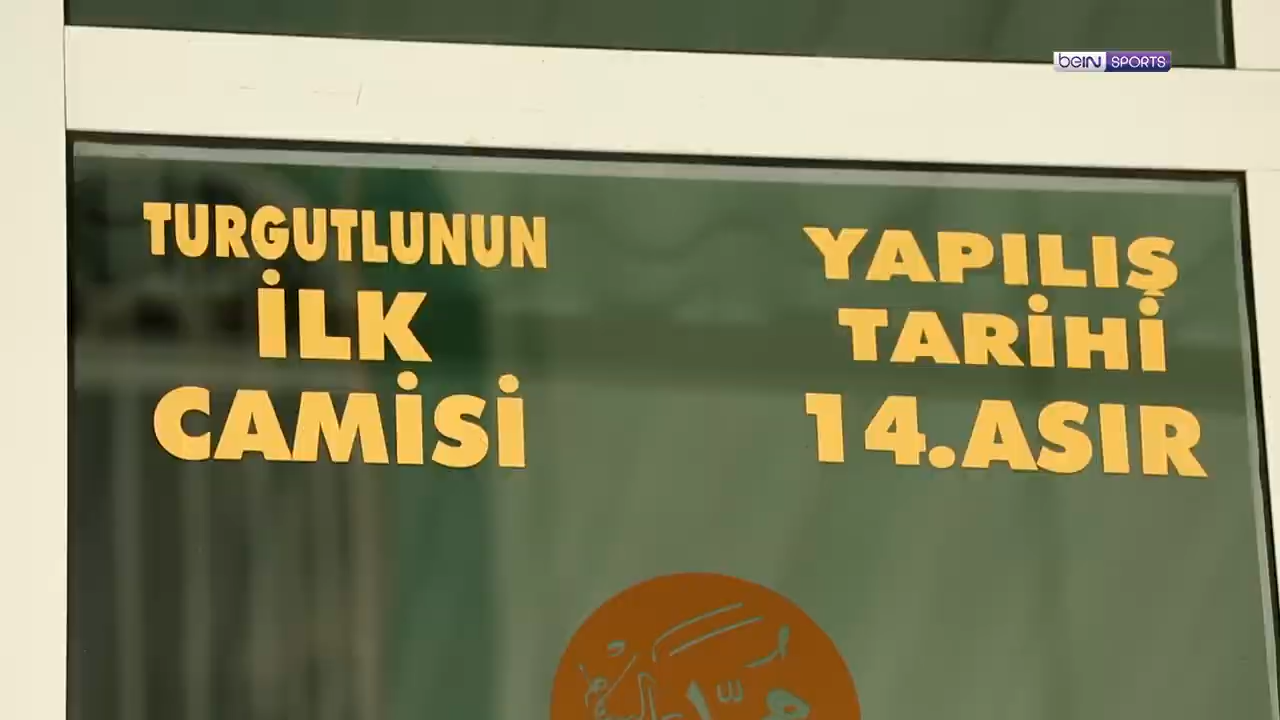 beIN SPORTS
TURGUTLUNUN
İLK
CAMİSİ
YAPILIŞ
TARİHİ
14.ASIR